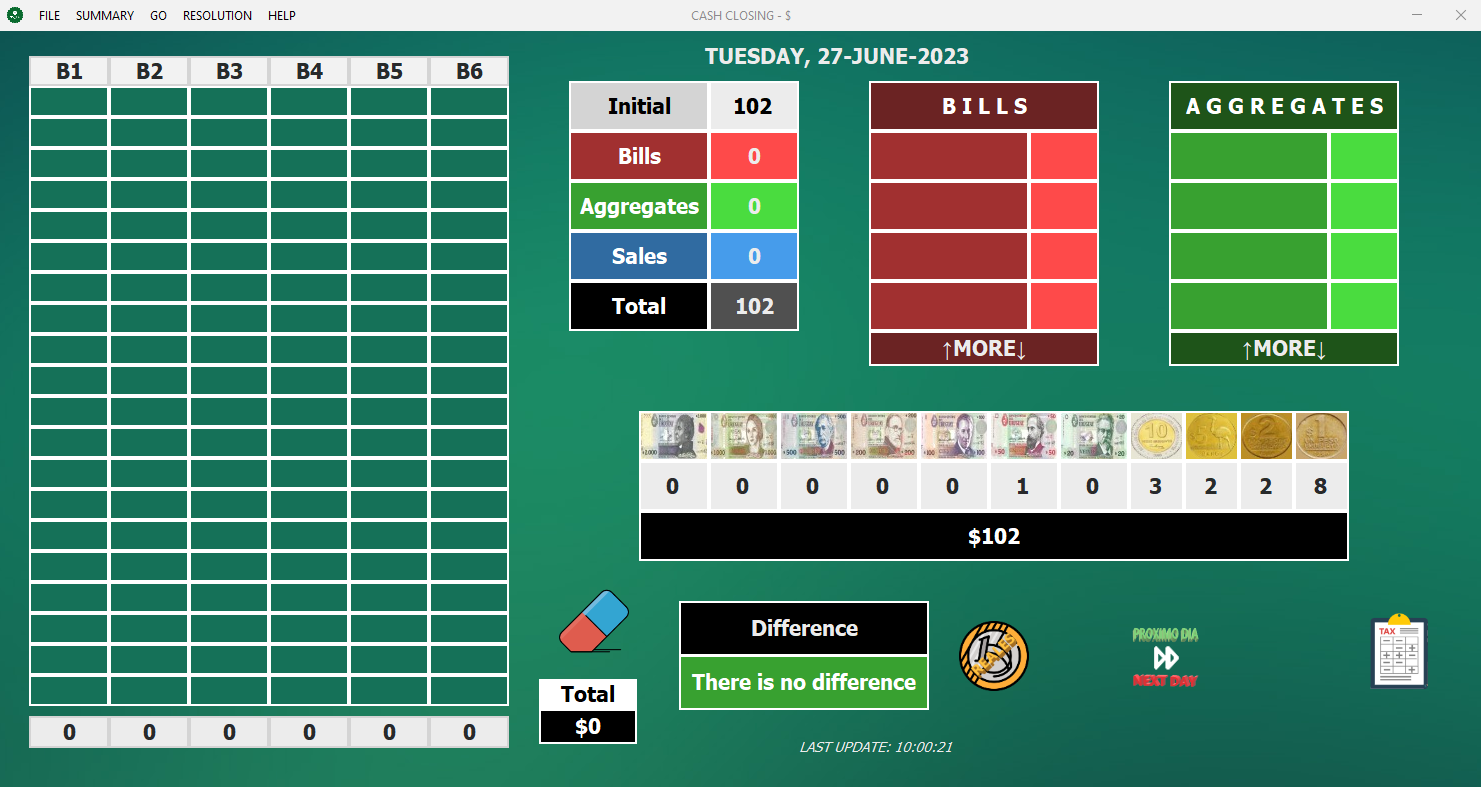 FILE SUMMARY GO RESOLUTION HELP CASH CLOSING - $
TUESDAY, 27-JUNE-2023
B1 B2 B3 B4 B5 B6
Initial 102
Bills 0
Aggregates 0
Sales 0
Total 102
BILLS
↑MORE↓
AGGREGATES
↑MORE↓
0 0 0 0 0 1 0 3 2 2 8
$102
Difference
There is no difference
REALES
PROXIMO DIA
NEXT DAY
TAX
Total
$0
0 0 0 0 0 0
LAST UPDATE: 10:00:21